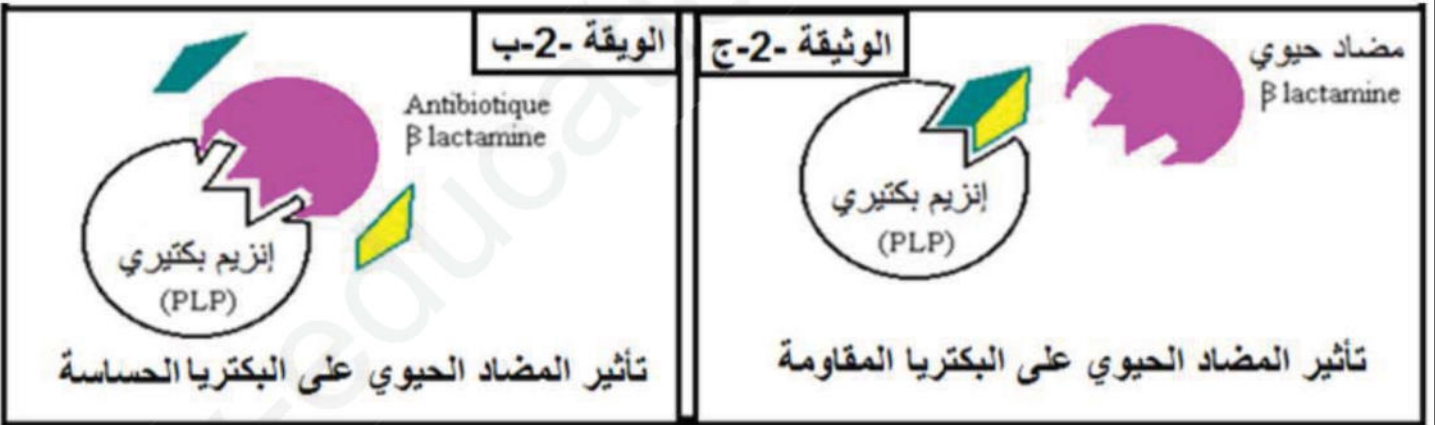 الوثيقة -2-ج
مضاد حيوي
β lactamine
إنزيم بكتيري
(PLP)
تأثير المضاد الحيوي على البكتريا المقاومة
الويقة -2-ب
Antibiotique
β lactamine
إنزيم بكتيري
(PLP)
تأثير المضاد الحيوي على البكتريا الحساسة